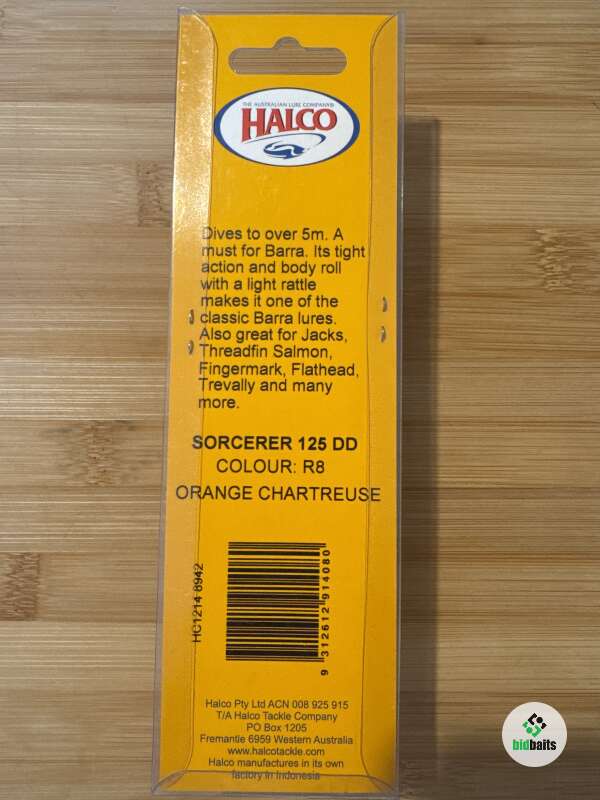 THE AUSTRALIAN LURE COMPANY®
HALCO
Dives to over 5m. A
must for Barra. Its tight
action and body roll
with a light rattle
makes it one of the
classic Barra lures.
Also great for Jacks,
Threadfin Salmon,
Fingermark, Flathead,
Trevally and many
more.
SORCERER 125 DD
COLOUR: R8
ORANGE CHARTREUSE
HC1214 8942
9 312612 914080
Halco Pty Ltd ACN 008 925 915
T/A Halco Tackle Company
PO Box 1205
Fremantle 6959 Western Australia
www.halcotackle.com
Halco manufactures in its own
factory in Indonesia
bidbaits